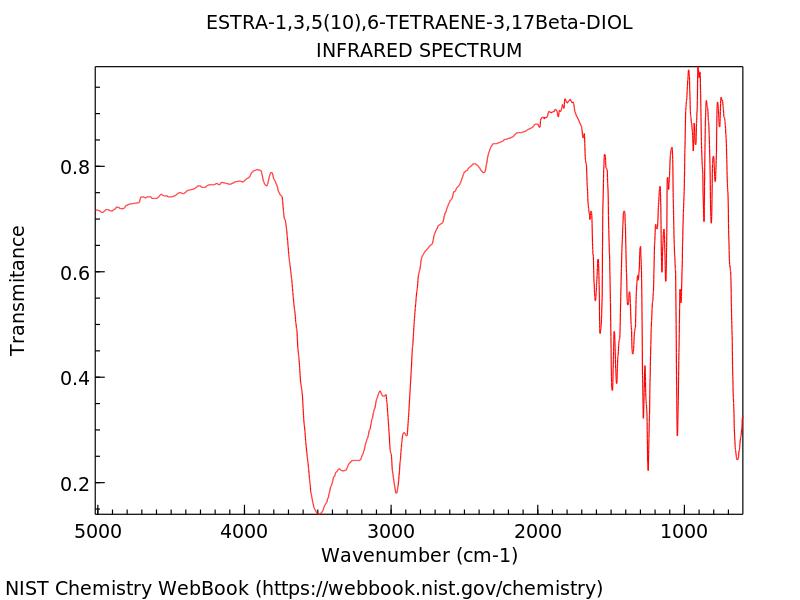 ESTRA-1,3,5(10),6-TETRAENE-3,17Beta-DIOL
INFRARED SPECTRUM
Transmitance
0.8
0.6
0.4
0.2
5000 4000 3000 2000 1000
Wavenumber (cm-1)
NIST Chemistry WebBook (https://webbook.nist.gov/chemistry)